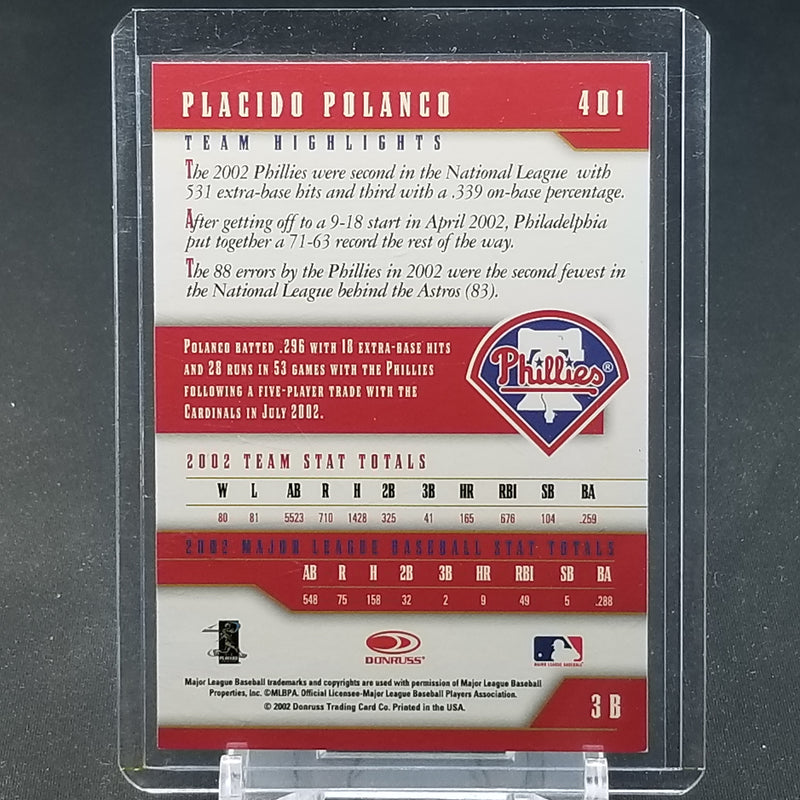 PLACIDO POLANCO 401
TEAM HIGHLIGHTS
The 2002 Phillies were second in the National League with
531 extra-base hits and third with a .339 on-base percentage.
After getting off to a 9-18 start in April 2002, Philadelphia
put together a 71-63 record the rest of the way.
The 88 errors by the Phillies in 2002 were the second fewest in
the National League behind the Astros (83).
POLANCO BATTED .296 WITH 18 EXTRA-BASE HITS
AND 28 RUNS IN 53 GAMES WITH THE PHILLIES
FOLLOWING A FIVE-PLAYER TRADE WITH THE
CARDINALS IN JULY 2002.
Phillies®
2002 TEAM STAT TOTALS
W L AB R H 2B 3B HR RBI SB BA
80 81 5523 710 1428 325 41 165 676 104 .259
2002 MAJOR LEAGUE BASEBALL STAT TOTALS
AB R H 2B 3B HR RBI SB BA
548 75 158 32 2 9 49 5 .288
PLAYERS
DONRUSS
MAJOR LEAGUE BASEBALL
Major League Baseball trademarks and copyrights are used with permission of Major League Baseball
Properties, Inc. ©MLBPA. Official Licensee-Major League Baseball Players Association.
© 2002 Donruss Trading Card Co. Printed in the USA.
3B